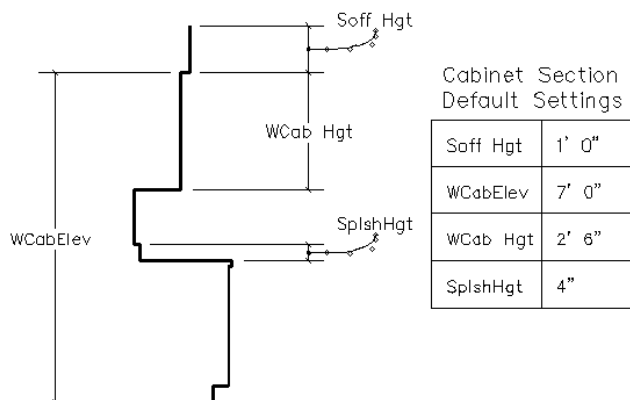 Soff Hgt
WCab Hgt
SplshHgt
WCabElev
Cabinet Section
Default Settings
Soff Hgt 1' 0"
WCabElev 7' 0"
WCab Hgt 2' 6"
SplshHgt 4"